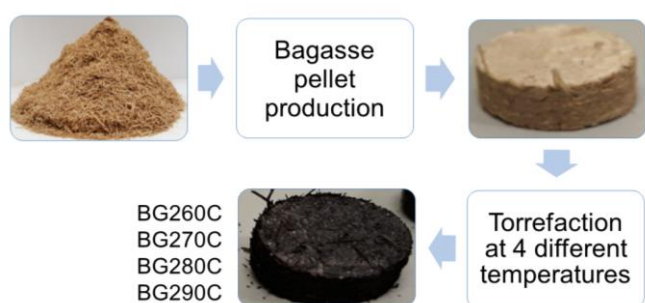 Bagasse
pellet
production
Torrefaction
at 4 different
temperatures
BG260C
BG270C
BG280C
BG290C